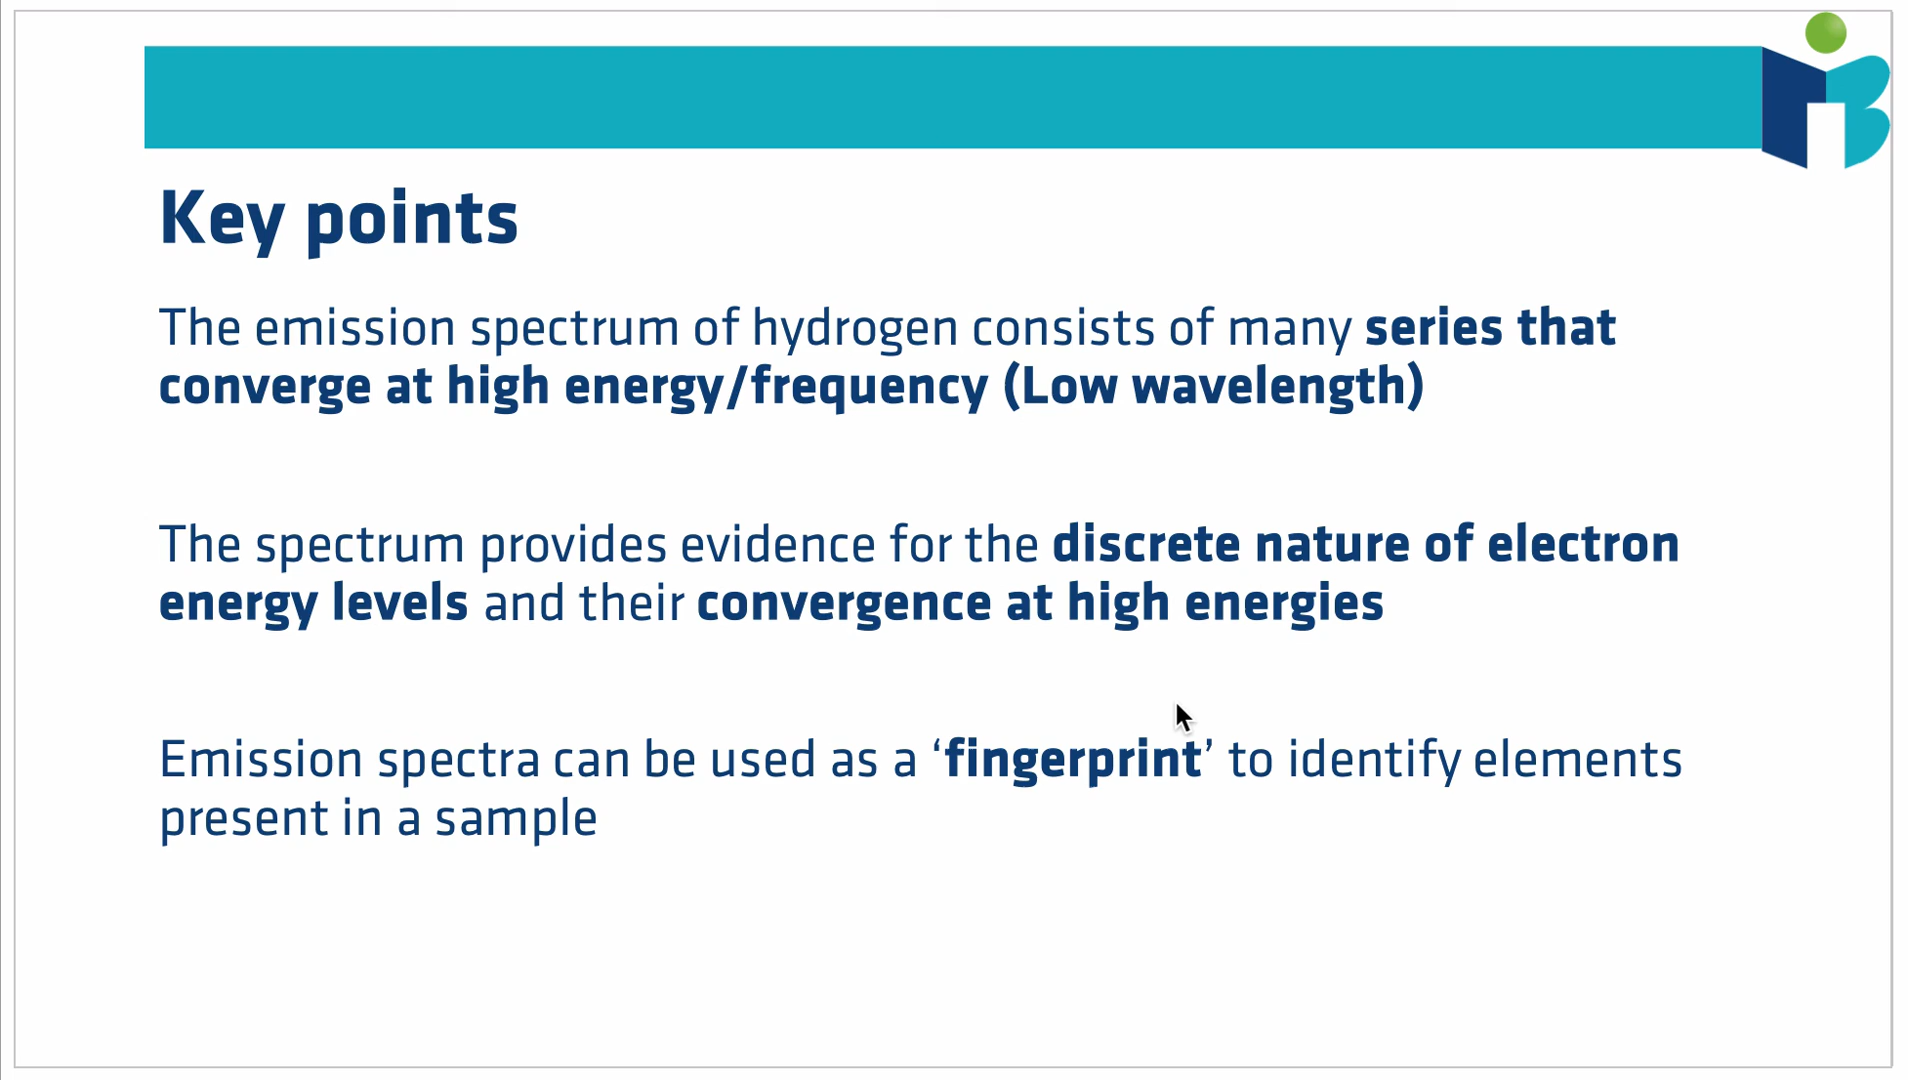 Key points
The emission spectrum of hydrogen consists of many series that
converge at high energy/frequency (Low wavelength)
The spectrum provides evidence for the discrete nature of electron
energy levels and their convergence at high energies
Emission spectra can be used as a ‘fingerprint’ to identify elements
present in a sample